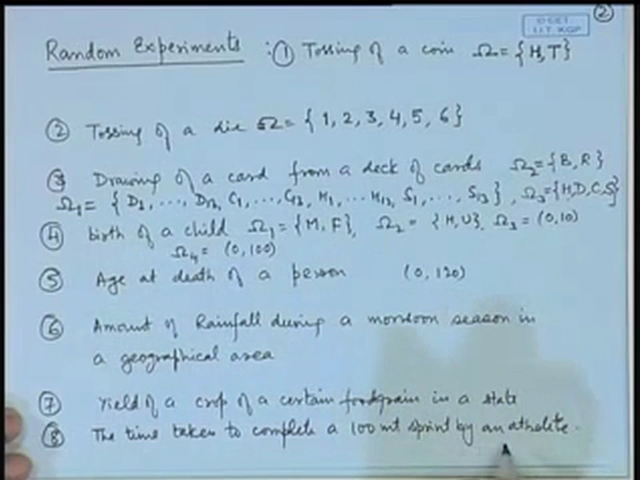 ②
© CET
I.I.T. KGP
Random Experiments : ① Tossing of a coin Ω = {H, T}
② Tossing of a die Ω = { 1, 2, 3, 4, 5, 6 }
③ Drawing of a card from a deck of cards Ω₂ = {B, R}
Ω₁ = { D₁, ..., D₁₃, C₁, ... C₁₃, H₁, ... H₁₃, S₁, ..., S₁₃ } , Ω₃ = {H, D, C, S}
④ birth of a child Ω₁ = {M, F}, Ω₂ = {H, U}, Ω₃ = (0, 10)
Ω₄ = (0, 100)
⑤ Age at death of a person (0, 120)
⑥ Amount of Rainfall during a monsoon season in
a geographical area
⑦ Yield of a crop of a certain foodgrain in a state
⑧ The time taken to complete a 100 mt sprint by an athelite.